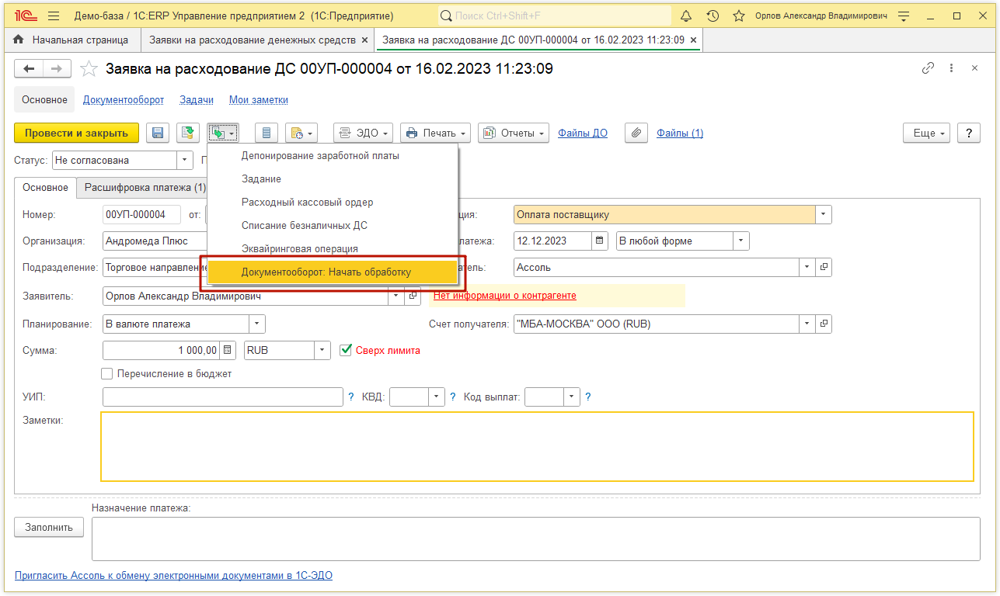 1С Демо-база / 1С:ERP Управление предприятием 2 (1С:Предприятие) Поиск Ctrl+Shift+F Орлов Александр Владимирович
Начальная страница Заявки на расходование денежных средств × Заявка на расходование ДС 00УП-000004 от 16.02.2023 11:23:09 ×
Заявка на расходование ДС 00УП-000004 от 16.02.2023 11:23:09
Основное Документооборот Задачи Мои заметки
Провести и закрыть ЭДО Печать Отчеты Файлы ДО Файлы (1) Еще ?
Статус: Не согласована
Депонирование заработной платы
Задание
Расходный кассовый ордер
Списание безналичных ДС
Эквайринговая операция
Документооборот: Начать обработку
Основное Расшифровка платежа (1)
Номер: 00УП-000004 от: ция: Оплата поставщику
Организация: Андромеда Плюс латежа: 12.12.2023 В любой форме
Подразделение: Торговое направление атель: Ассоль
Заявитель: Орлов Александр Владимирович Нет информации о контрагенте
Планирование: В валюте платежа Счет получателя: "МБА-МОСКВА" ООО (RUB)
Сумма: 1 000,00 RUB Сверх лимита
Перечисление в бюджет
УИП: ? КВД: ? Код выплат: ?
Заметки:
Назначение платежа:
Заполнить
Пригласить Ассоль к обмену электронными документами в 1С-ЭДО